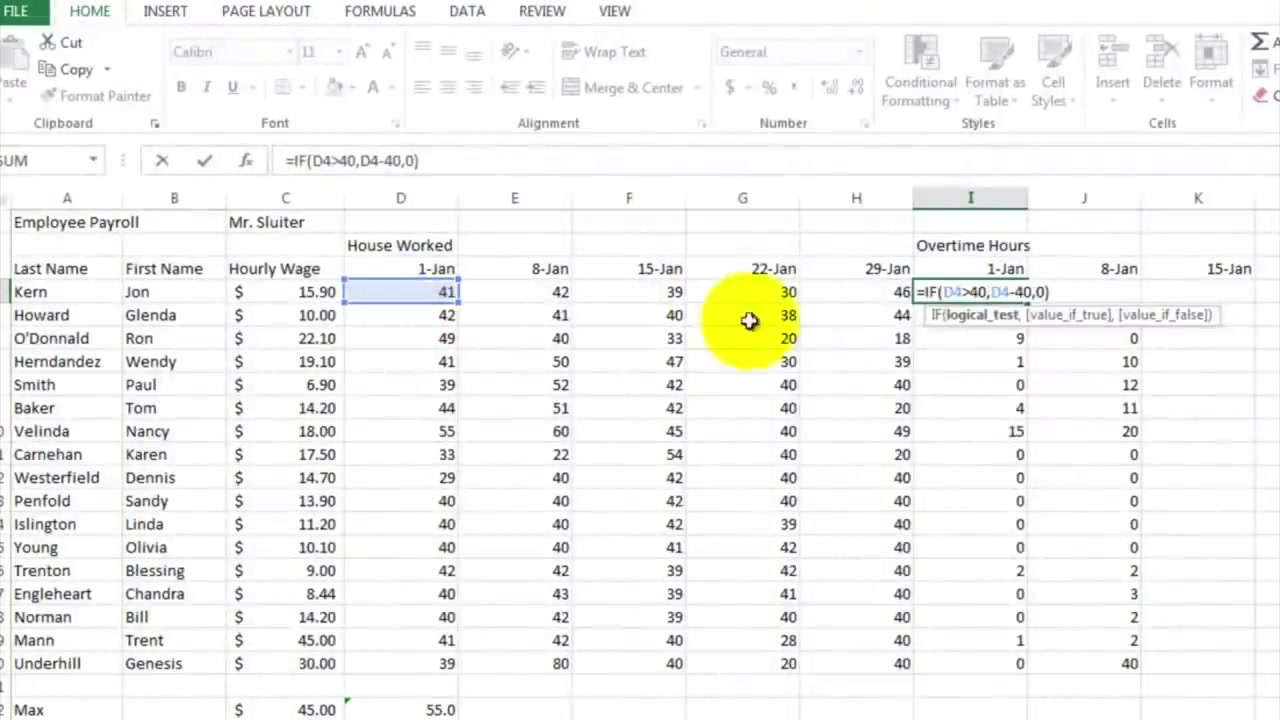 FILE HOME INSERT PAGE LAYOUT FORMULAS DATA REVIEW VIEW
Cut
Copy
Format Painter
Calibri 11
B I U
Wrap Text
Merge & Center
General
$ %
Conditional Formatting
Format as Table
Cell Styles
Insert Delete Format
Clipboard Font Alignment Number Styles Cells
=IF(D4>40,D4-40,0)
A B C D E F G H I J K
Employee Payroll Mr. Sluiter
House Worked Overtime Hours
Last Name First Name Hourly Wage 1-Jan 8-Jan 15-Jan 22-Jan 29-Jan 1-Jan 8-Jan 15-Jan
Kern Jon $ 15.90 41 42 39 30 46 =IF(D4>40,D4-40,0)
Howard Glenda $ 10.00 42 41 40 38 44 IF(logical_test, [value_if_true], [value_if_false])
O'Donnald Ron $ 22.10 49 40 33 20 18 9 0
Herndandez Wendy $ 19.10 41 50 47 30 39 1 10
Smith Paul $ 6.90 39 52 42 40 40 0 12
Baker Tom $ 14.20 44 51 42 40 20 4 11
Velinda Nancy $ 18.00 55 60 45 40 49 15 20
Carnehan Karen $ 17.50 33 22 54 40 20 0 0
Westerfield Dennis $ 14.70 29 40 42 40 40 0 0
Penfold Sandy $ 13.90 40 40 42 40 40 0 0
Islington Linda $ 11.20 40 40 42 39 40 0 0
Young Olivia $ 10.10 40 40 41 42 40 0 0
Trenton Blessing $ 9.00 42 42 39 42 40 2 2
Engleheart Chandra $ 8.44 40 43 39 41 40 0 3
Norman Bill $ 14.20 40 42 39 40 40 0 2
Mann Trent $ 45.00 41 42 40 28 40 1 2
Underhill Genesis $ 30.00 39 80 40 20 40 0 40
Max $ 45.00 55.0